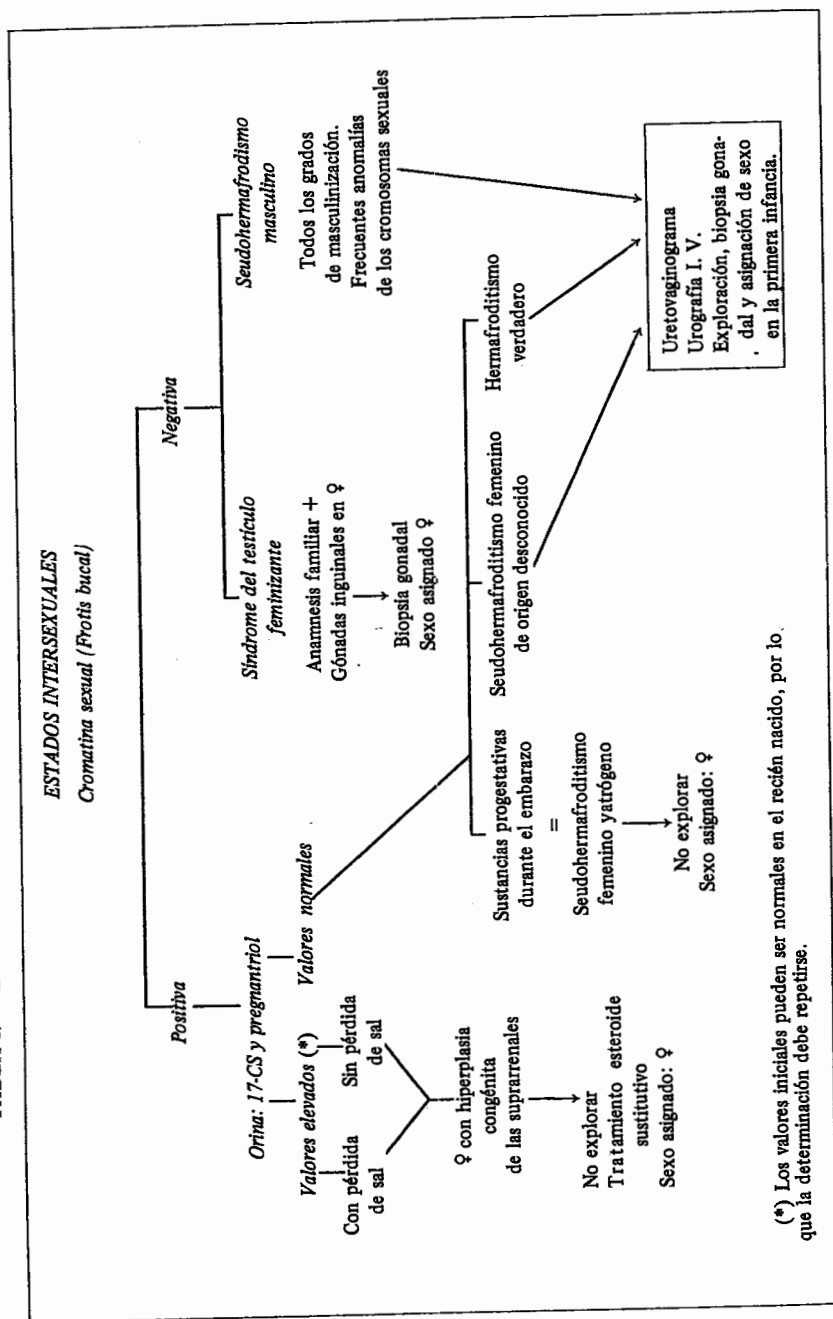 ESTADOS INTERSEXUALES
Cromatina sexual (Frotis bucal)
Positiva
Negativa
Orina: 17-CS y pregnantriol
Valores elevados (*)
Valores normales
Con pérdida
de sal
Sin pérdida
de sal
♀ con hiperplasia
congénita
de las suprarrenales
No explorar
Tratamiento esteroide
sustitutivo
Sexo asignado: ♀
Síndrome del testículo
feminizante
Anamnesis familiar +
Gónadas inguinales en ♀
Biopsia gonadal
Sexo asignado ♀
Seudohermafrodismo
masculino
Todos los grados
de masculinización.
Frecuentes anomalías
de los cromosomas sexuales
Sustancias progestativas
durante el embarazo
=
Seudohermafroditismo
femenino yatrógeno
No explorar
Sexo asignado: ♀
Seudohermafroditismo femenino
de origen desconocido
Hermafroditismo
verdadero
Uretovaginograma
Urografía I. V.
Exploración, biopsia gona-
dal y asignación de sexo
en la primera infancia.
(*) Los valores iniciales pueden ser normales en el recién nacido, por lo
que la determinación debe repetirse.